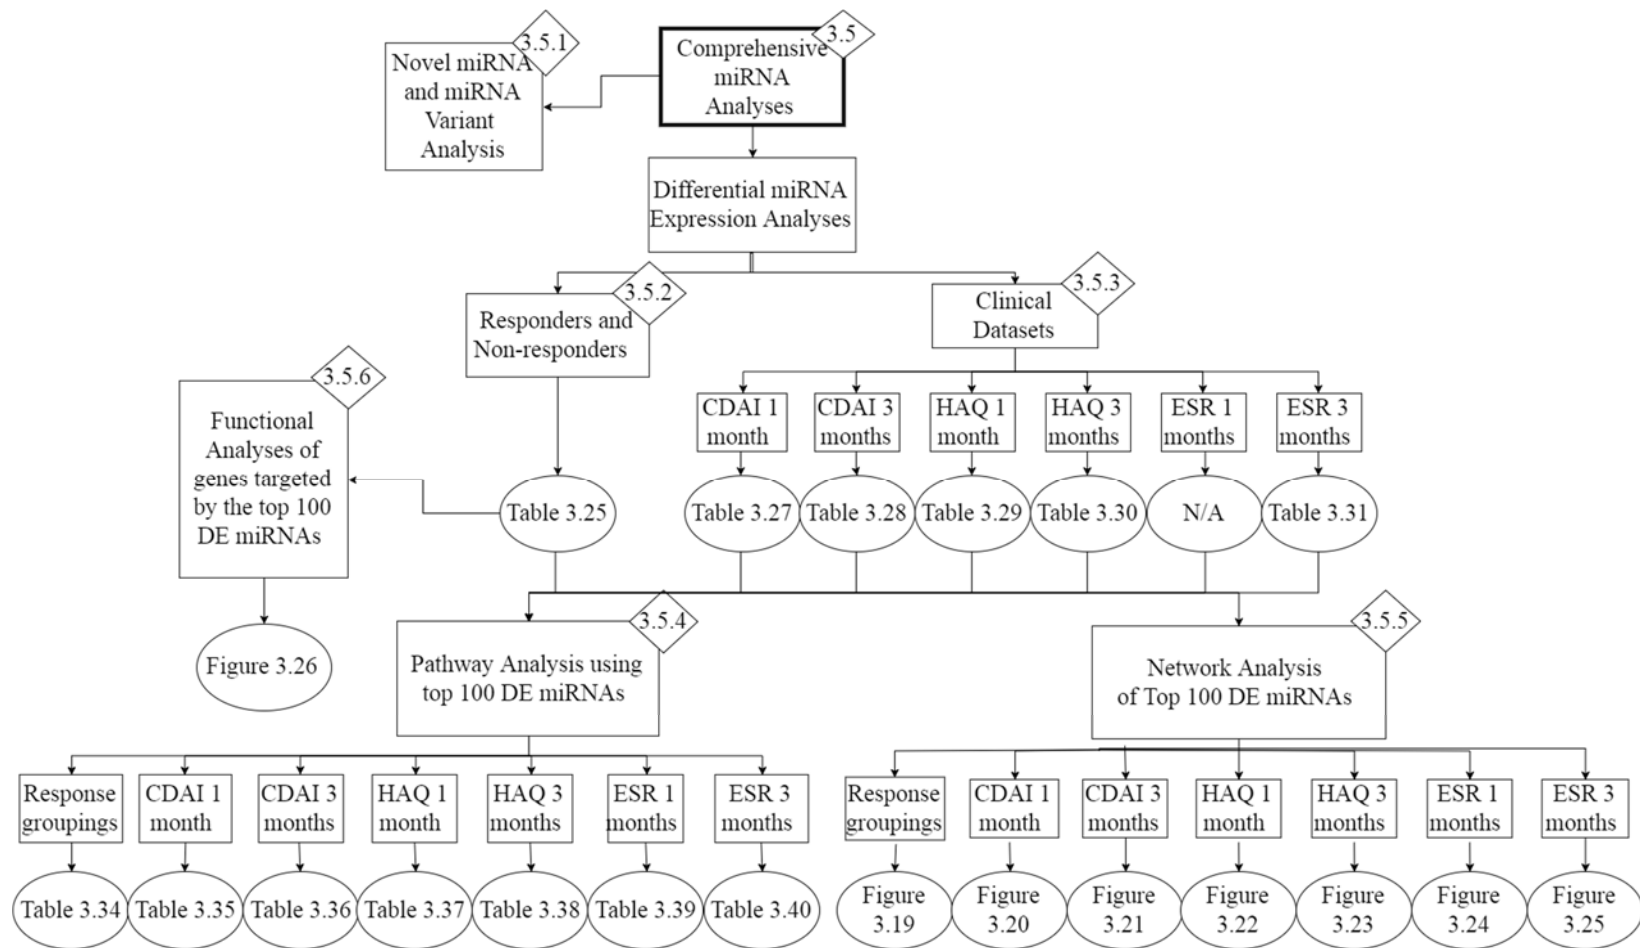 3.5.1
Novel miRNA
and miRNA
Variant
Analysis
3.5
Comprehensive
miRNA
Analyses
Differential miRNA
Expression Analyses
3.5.2
Responders and
Non-responders
3.5.3
Clinical
Datasets
3.5.6
Functional
Analyses of
genes targeted
by the top 100
DE miRNAs
CDAI 1
month
CDAI 3
months
HAQ 1
month
HAQ 3
months
ESR 1
months
ESR 3
months
Table 3.25
Table 3.27
Table 3.28
Table 3.29
Table 3.30
N/A
Table 3.31
Figure 3.26
3.5.4
Pathway Analysis using
top 100 DE miRNAs
3.5.5
Network Analysis
of Top 100 DE miRNAs
Response
groupings
CDAI 1
month
CDAI 3
months
HAQ 1
month
HAQ 3
months
ESR 1
months
ESR 3
months
Response
groupings
CDAI 1
month
CDAI 3
months
HAQ 1
month
HAQ 3
months
ESR 1
months
ESR 3
months
Table 3.34
Table 3.35
Table 3.36
Table 3.37
Table 3.38
Table 3.39
Table 3.40
Figure
3.19
Figure
3.20
Figure
3.21
Figure
3.22
Figure
3.23
Figure
3.24
Figure
3.25